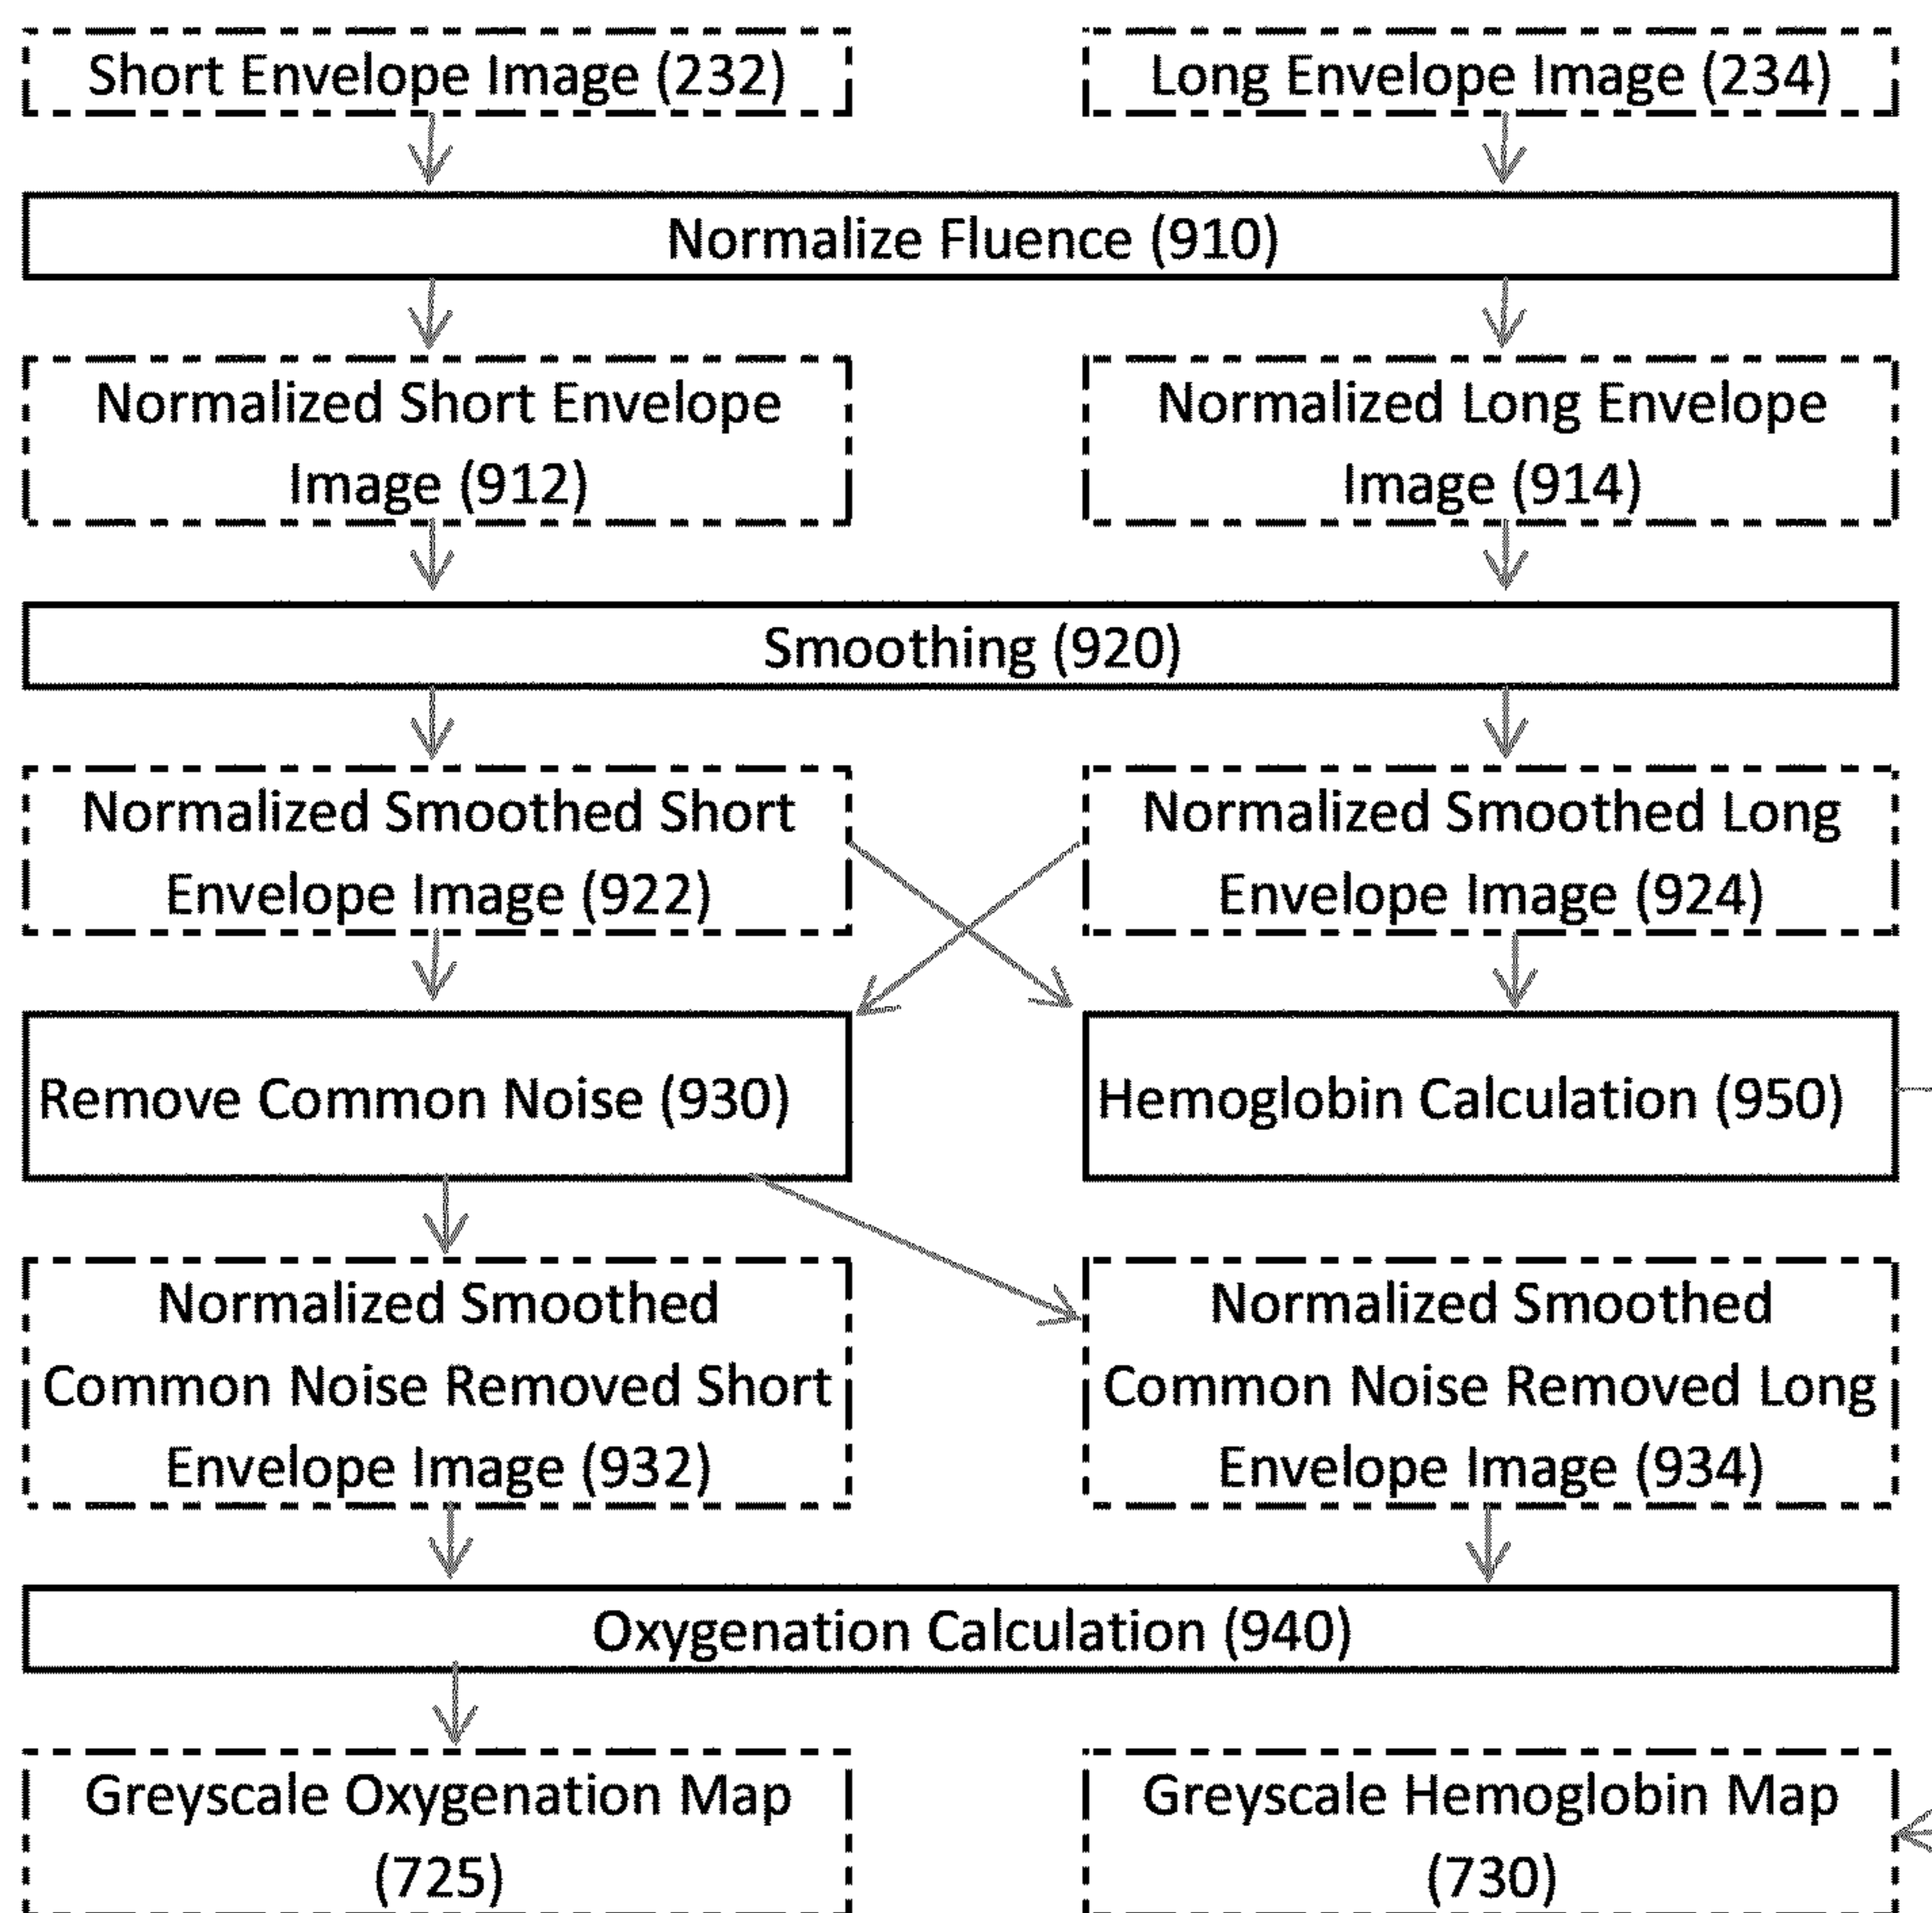 Short Envelope Image (232)
Long Envelope Image (234)
Normalize Fluence (910)
Normalized Short Envelope
Image (912)
Normalized Long Envelope
Image (914)
Smoothing (920)
Normalized Smoothed Short
Envelope Image (922)
Normalized Smoothed Long
Envelope Image (924)
Remove Common Noise (930)
Hemoglobin Calculation (950)
Normalized Smoothed
Common Noise Removed Short
Envelope Image (932)
Normalized Smoothed
Common Noise Removed Long
Envelope Image (934)
Oxygenation Calculation (940)
Greyscale Oxygenation Map
(725)
Greyscale Hemoglobin Map
(730)